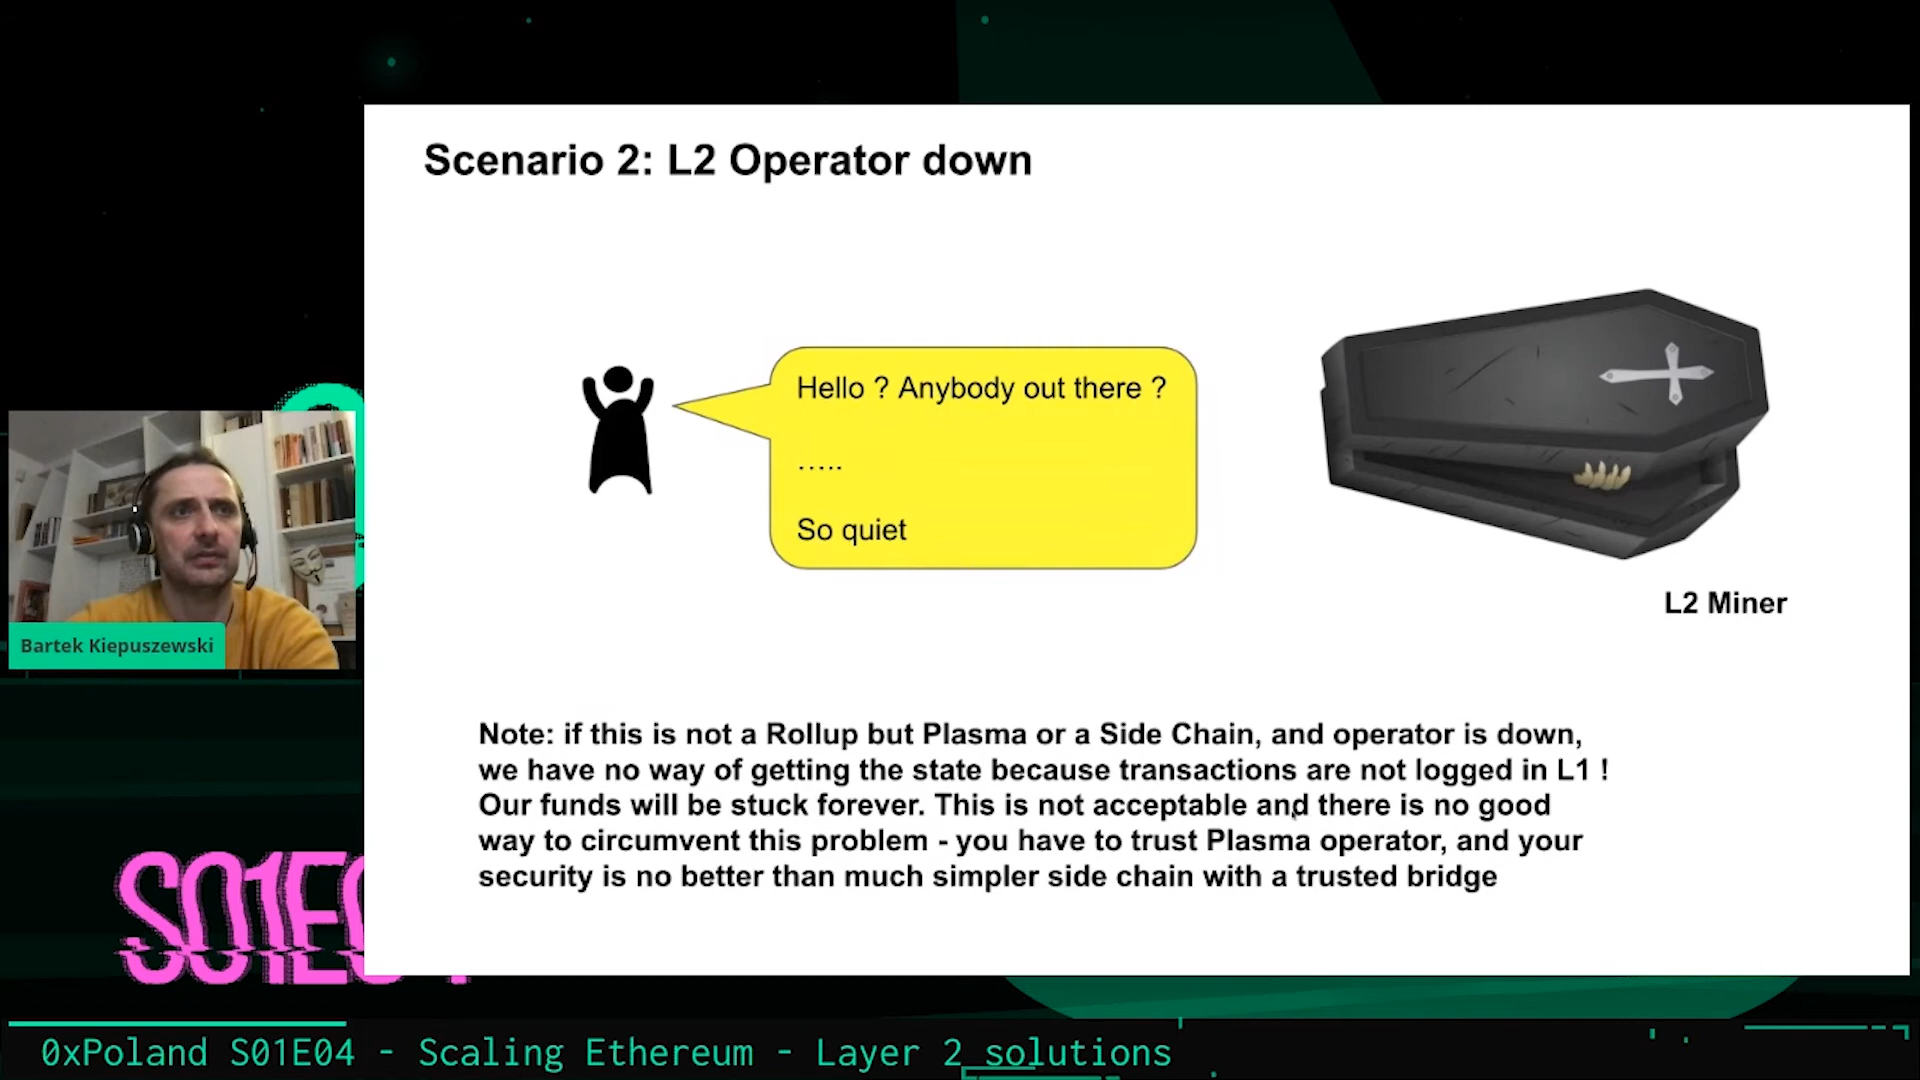 Scenario 2: L2 Operator down
Hello ? Anybody out there ?
.....
So quiet
L2 Miner
Bartek Kiepuszewski
Note: if this is not a Rollup but Plasma or a Side Chain, and operator is down,
we have no way of getting the state because transactions are not logged in L1 !
Our funds will be stuck forever. This is not acceptable and there is no good
way to circumvent this problem - you have to trust Plasma operator, and your
security is no better than much simpler side chain with a trusted bridge
0xPoland S01E04 - Scaling Ethereum - Layer 2 solutions